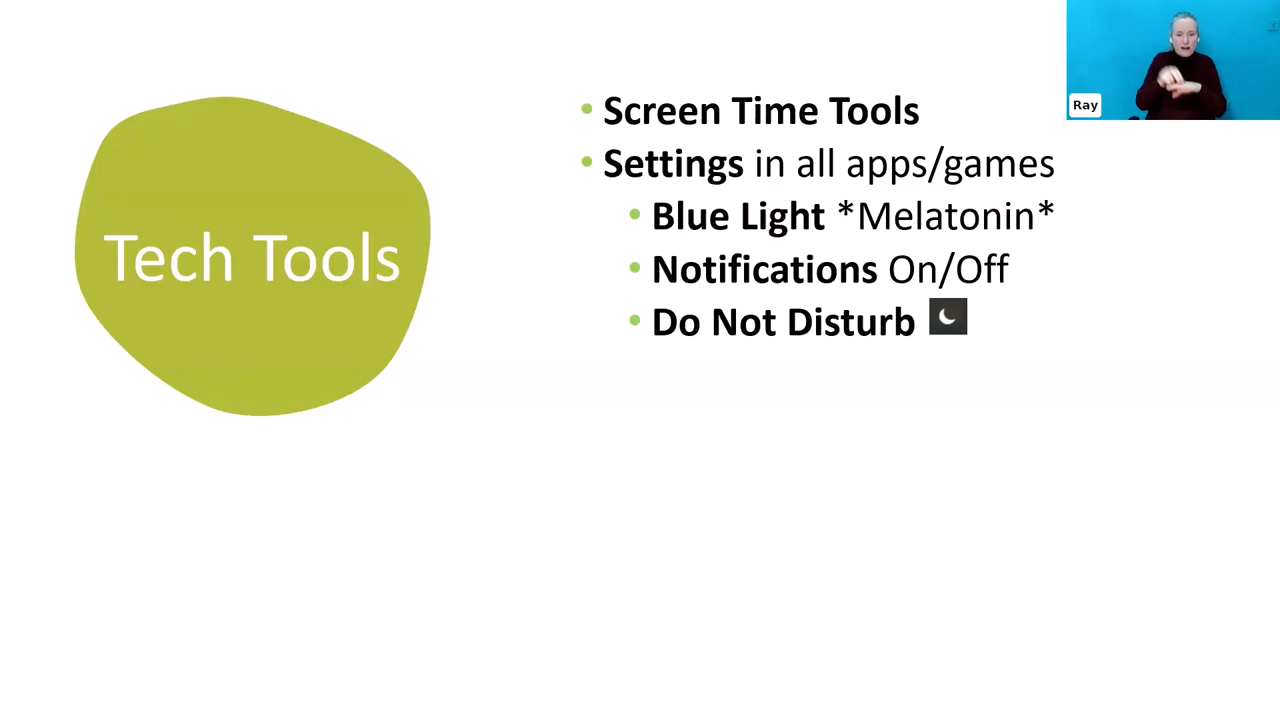 Tech Tools
• Screen Time Tools
• Settings in all apps/games
• Blue Light *Melatonin*
• Notifications On/Off
• Do Not Disturb
Ray